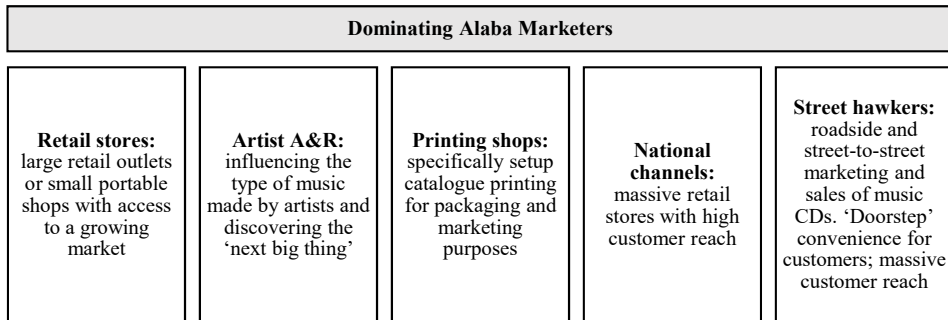 Dominating Alaba Marketers
Retail stores:
large retail outlets
or small portable
shops with access
to a growing
market
Artist A&R:
influencing the
type of music
made by artists and
discovering the
‘next big thing’
Printing shops:
specifically setup
catalogue printing
for packaging and
marketing
purposes
National
channels:
massive retail
stores with high
customer reach
Street hawkers:
roadside and
street-to-street
marketing and
sales of music
CDs. ‘Doorstep’
convenience for
customers; massive
customer reach